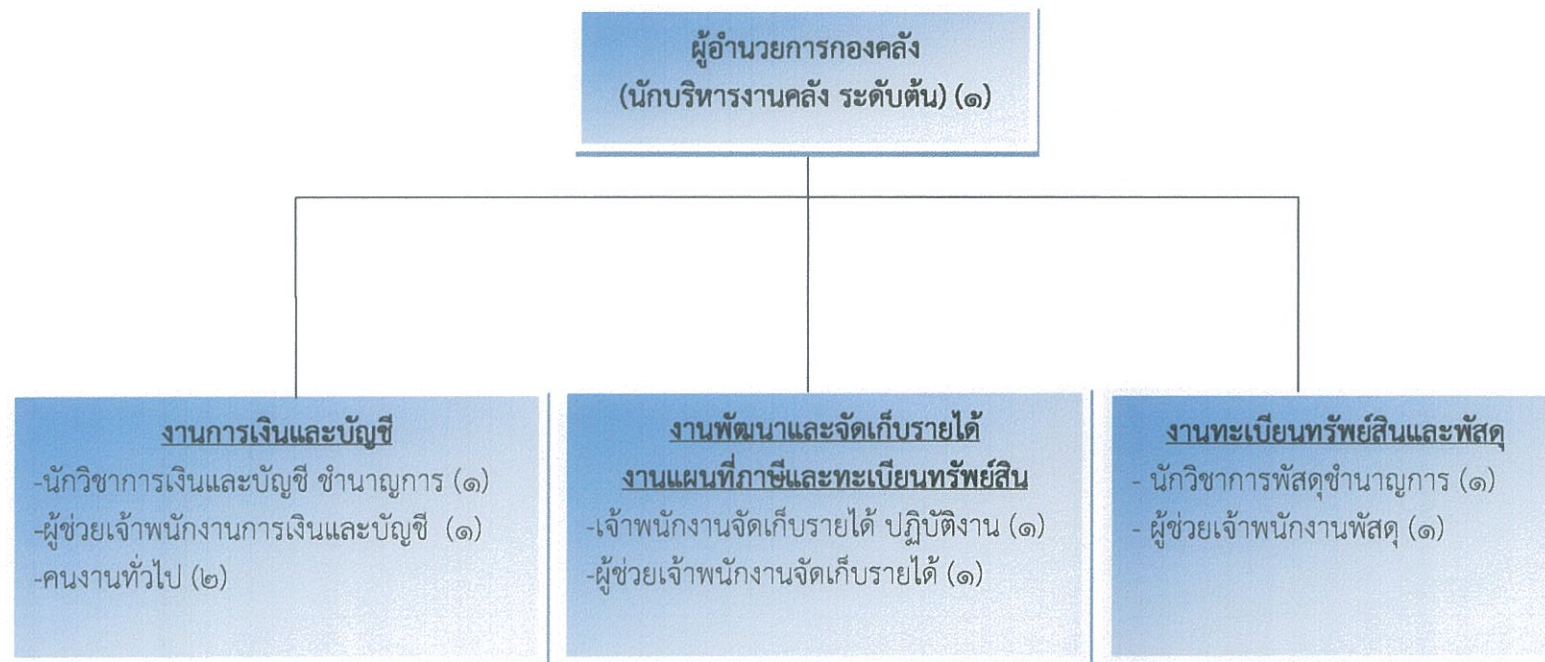 ผู้อำนวยการกองคลัง
(นักบริหารงานคลัง ระดับต้น) (๑)
งานการเงินและบัญชี
-นักวิชาการเงินและบัญชี ชำนาญการ (๑)
-ผู้ช่วยเจ้าพนักงานการเงินและบัญชี (๑)
-คนงานทั่วไป (๒)
งานพัฒนาและจัดเก็บรายได้
งานแผนที่ภาษีและทะเบียนทรัพย์สิน
-เจ้าพนักงานจัดเก็บรายได้ ปฏิบัติงาน (๑)
-ผู้ช่วยเจ้าพนักงานจัดเก็บรายได้ (๑)
งานทะเบียนทรัพย์สินและพัสดุ
- นักวิชาการพัสดุชำนาญการ (๑)
- ผู้ช่วยเจ้าพนักงานพัสดุ (๑)